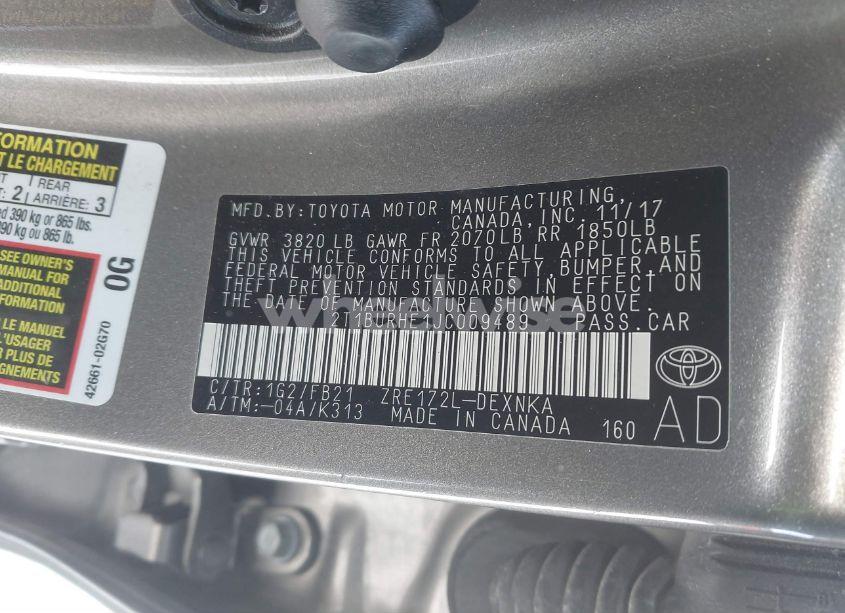 FORMATION
T LE CHARGEMENT
2
REAR
ARRIÈRE: 3
390 kg or 865 lbs.
390 kg ou 865 lb.
SEE OWNER'S
MANUAL FOR
ADDITIONAL
INFORMATION
LE MANUEL
L'USAGER
PLUS DE
0G
42661-02G70
MFD.BY:TOYOTA MOTOR MANUFACTURING,
CANADA,INC. 11/17
GVWR 3820 LB GAWR FR 2070LB, RR 1850LB
THIS VEHICLE CONFORMS TO ALL APPLICABLE
FEDERAL MOTOR VEHICLE SAFETY,BUMPER,AND
THEFT PREVENTION STANDARDS IN EFFECT ON
THE DATE OF MANUFACTURE SHOWN ABOVE.
PASS.CAR
wheelwise
C/TR:1G2/FB21 ZRE172L-DEXNKA
A/TM:-04A/K313 MADE IN CANADA 160
TOYOTA
AD